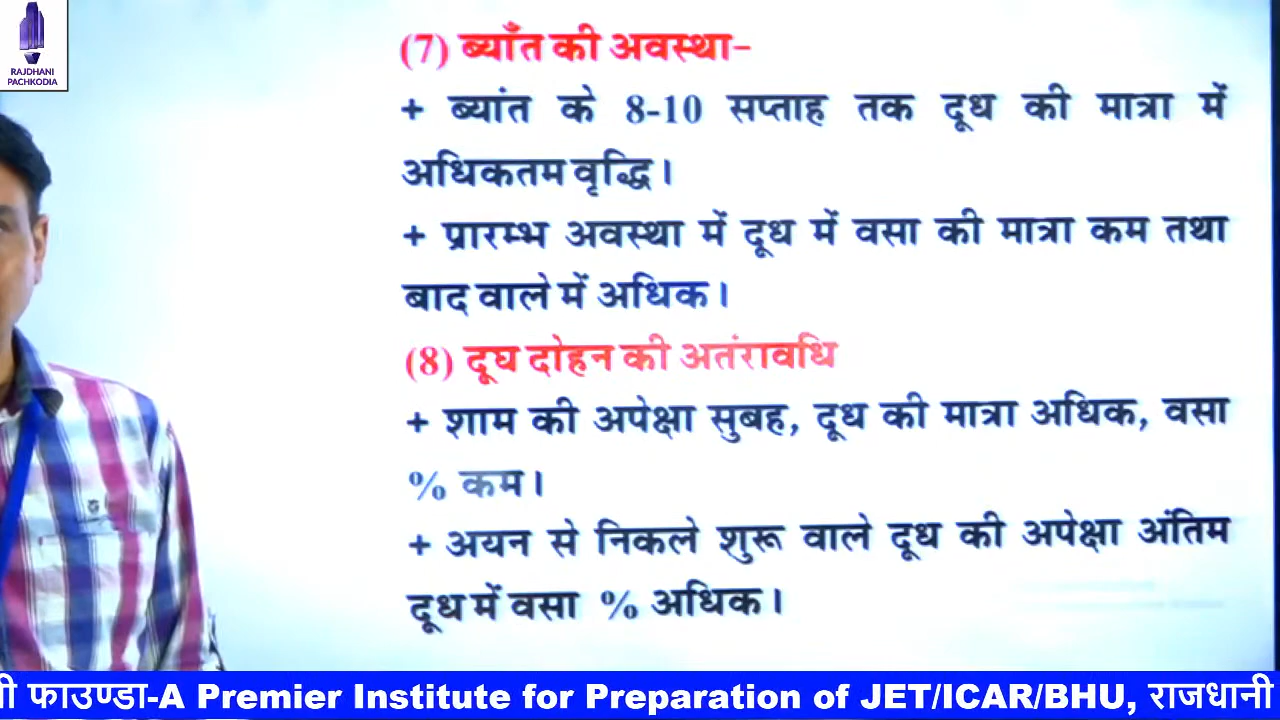 RAJDHANI
PACHKODIA
(7) ब्याँत की अवस्था-
+ ब्यांत के 8-10 सप्ताह तक दूध की मात्रा में
अधिकतम वृद्धि।
+ प्रारम्भ अवस्था में दूध में वसा की मात्रा कम तथा
बाद वाले में अधिक।
(8) दूघ दोहन की अतंरावधि
+ शाम की अपेक्षा सुबह, दूध की मात्रा अधिक, वसा
% कम।
+ अयन से निकले शुरू वाले दूध की अपेक्षा अंतिम
दूध में वसा % अधिक।
फाउण्डा-A Premier Institute for Preparation of JET/ICAR/BHU, राजधानी